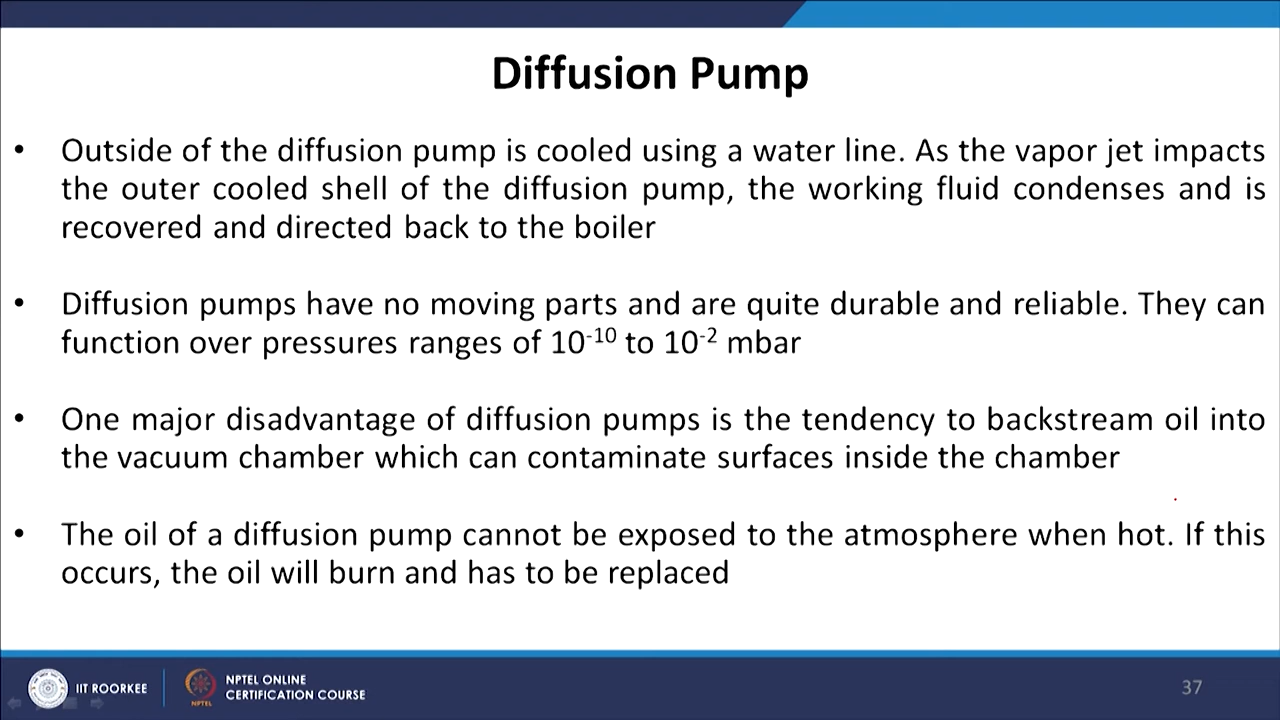 Diffusion Pump
• Outside of the diffusion pump is cooled using a water line. As the vapor jet impacts
the outer cooled shell of the diffusion pump, the working fluid condenses and is
recovered and directed back to the boiler
• Diffusion pumps have no moving parts and are quite durable and reliable. They can
function over pressures ranges of 10⁻¹⁰ to 10⁻² mbar
• One major disadvantage of diffusion pumps is the tendency to backstream oil into
the vacuum chamber which can contaminate surfaces inside the chamber
• The oil of a diffusion pump cannot be exposed to the atmosphere when hot. If this
occurs, the oil will burn and has to be replaced
IIT ROORKEE
NPTEL
NPTEL ONLINE
CERTIFICATION COURSE
37